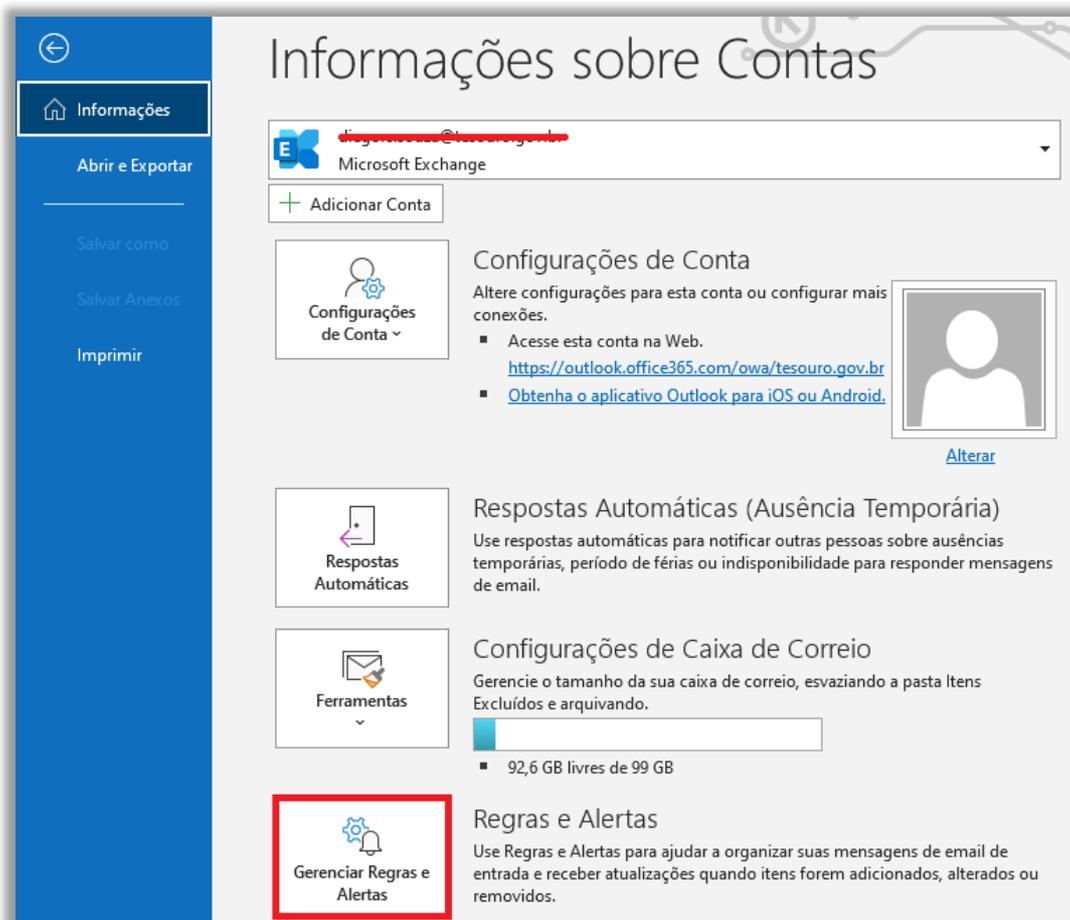 Informações sobre Contas
Informações
Abrir e Exportar
Salvar como
Salvar Anexos
Imprimir
Microsoft Exchange
Adicionar Conta
Configurações
de Conta
Configurações de Conta
Altere configurações para esta conta ou configurar mais
conexões.
Acesse esta conta na Web.
https://outlook.office365.com/owa/tesouro.gov.br
Obtenha o aplicativo Outlook para iOS ou Android.
Alterar
Respostas
Automáticas
Respostas Automáticas (Ausência Temporária)
Use respostas automáticas para notificar outras pessoas sobre ausências
temporárias, período de férias ou indisponibilidade para responder mensagens
de email.
Ferramentas
Configurações de Caixa de Correio
Gerencie o tamanho da sua caixa de correio, esvaziando a pasta Itens
Excluídos e arquivando.
92,6 GB livres de 99 GB
Gerenciar Regras e
Alertas
Regras e Alertas
Use Regras e Alertas para ajudar a organizar suas mensagens de email de
entrada e receber atualizações quando itens forem adicionados, alterados ou
removidos.